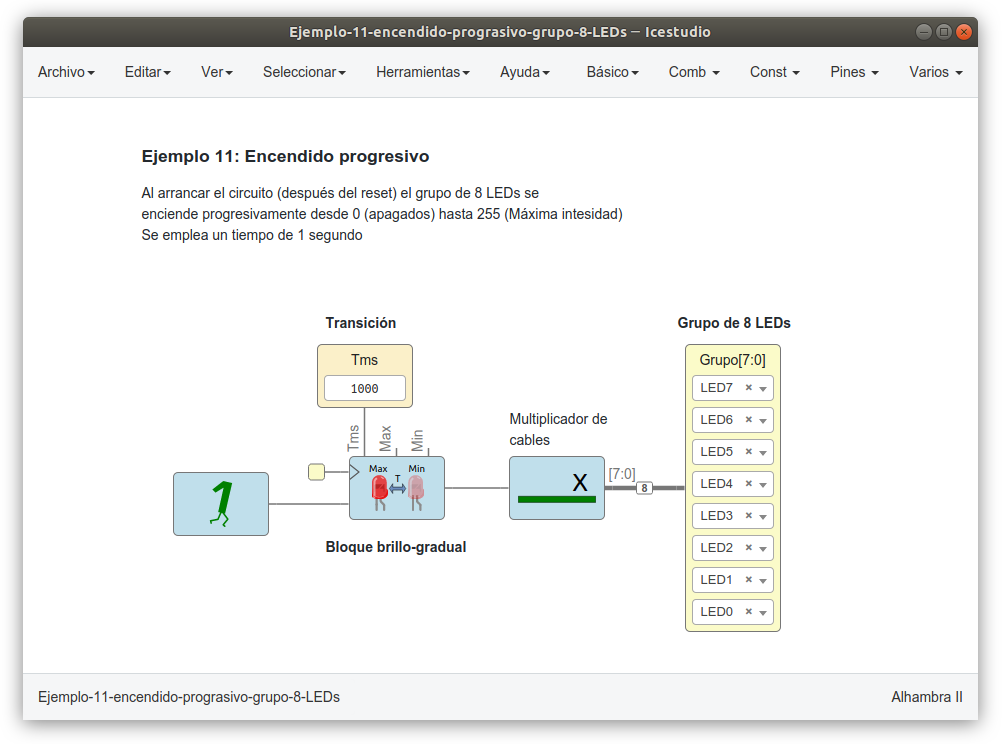 Ejemplo-11-encendido-prograsivo-grupo-8-LEDs — Icestudio
Archivo Editar Ver Seleccionar Herramientas Ayuda Básico Comb Const Pines Varios
Ejemplo 11: Encendido progresivo
Al arrancar el circuito (después del reset) el grupo de 8 LEDs se
enciende progresivamente desde 0 (apagados) hasta 255 (Máxima intesidad)
Se emplea un tiempo de 1 segundo
Transición
Tms
1000
Tms Max Min
Max Min
T
1
Bloque brillo-gradual
Multiplicador de
cables
X
[7:0]
8
Grupo de 8 LEDs
Grupo[7:0]
LED7
LED6
LED5
LED4
LED3
LED2
LED1
LED0
Ejemplo-11-encendido-prograsivo-grupo-8-LEDs
Alhambra II